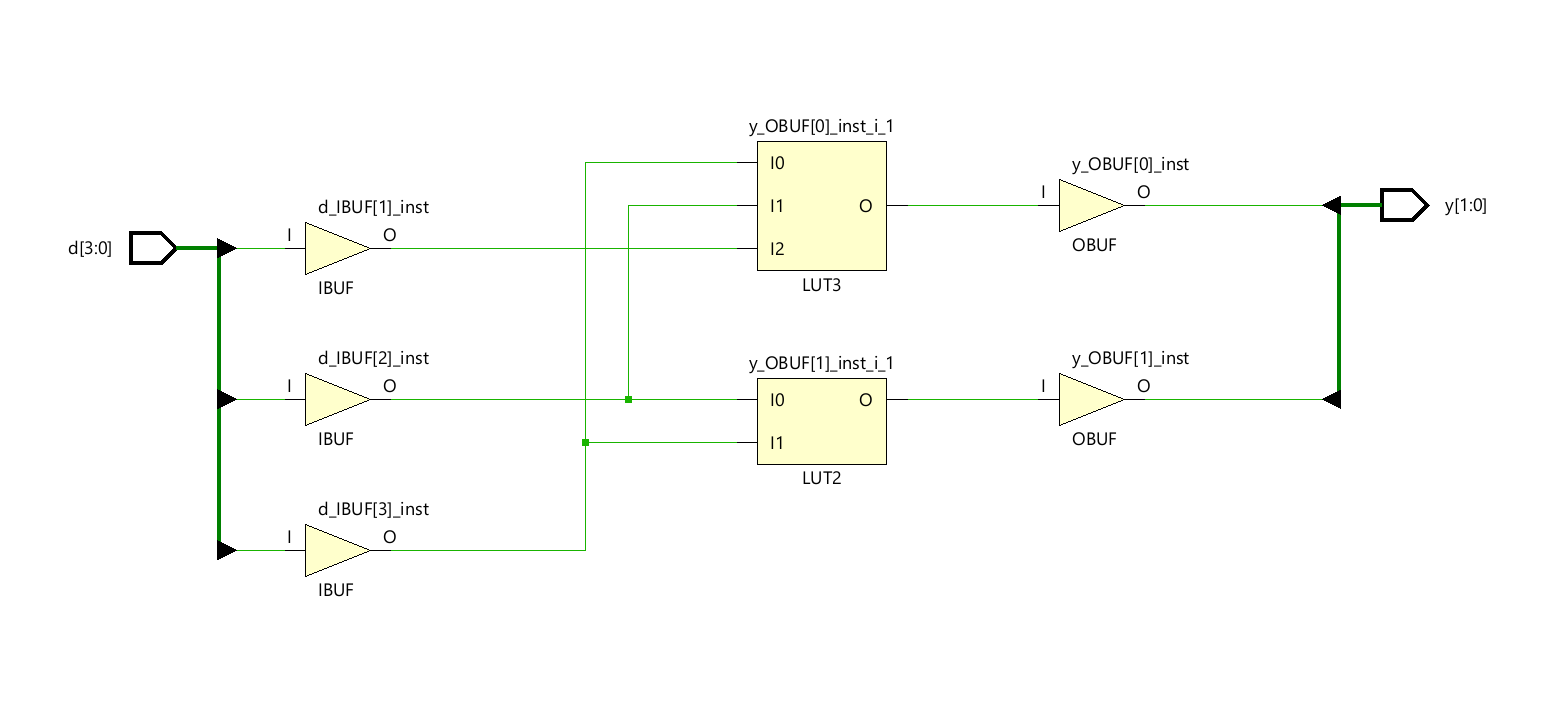 y_OBUF[0]_inst_i_1
I0
I1
O
I2
LUT3
y_OBUF[0]_inst
I
O
OBUF
y[1:0]
d_IBUF[1]_inst
I
O
IBUF
d[3:0]
d_IBUF[2]_inst
I
O
IBUF
y_OBUF[1]_inst_i_1
I0
O
I1
LUT2
y_OBUF[1]_inst
I
O
OBUF
d_IBUF[3]_inst
I
O
IBUF